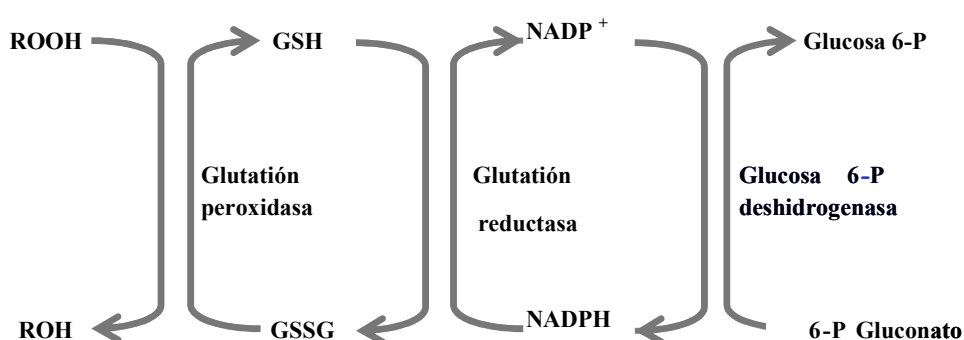 ROOH GSH NADP + Glucosa 6-P
Glutatión
peroxidasa
Glutatión
reductasa
Glucosa 6-P
deshidrogenasa
ROH GSSG NADPH 6-P Gluconato